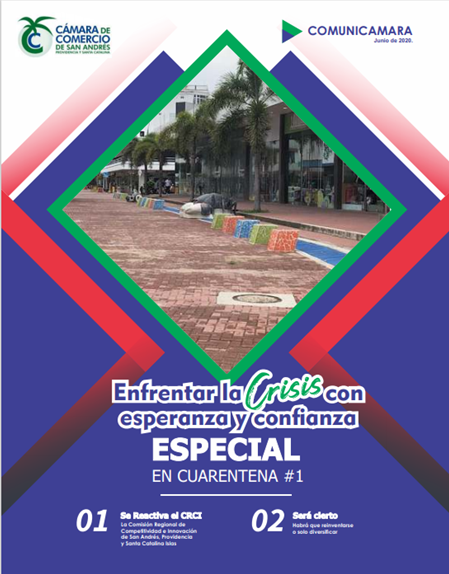 CÁMARA DE
COMERCIO
DE SAN ANDRÉS
PROVIDENCIA Y SANTA CATALINA
COMUNICAMARA
Junio de 2020.
Enfrentar la Crisis con
esperanza y confianza
ESPECIAL
EN CUARENTENA #1
01
Se Reactiva el CRCI
La Comisión Regional de
Competitividad e Innovación
de San Andrés, Providencia
y Santa Catalina Islas
02
Será cierto
Habrá que reinventarse
o solo diversificar